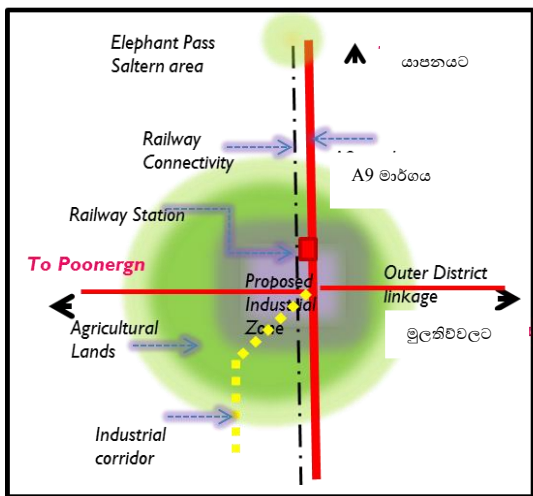 Elephant Pass
Saltern area
යාපනයට
Railway
Connectivity
A9 මාර්ගය
Railway Station
To Poonergn
Proposed
Industrial
Zone
Outer District
linkage
මුලතිව්වලට
Agricultural
Lands
Industrial
corridor